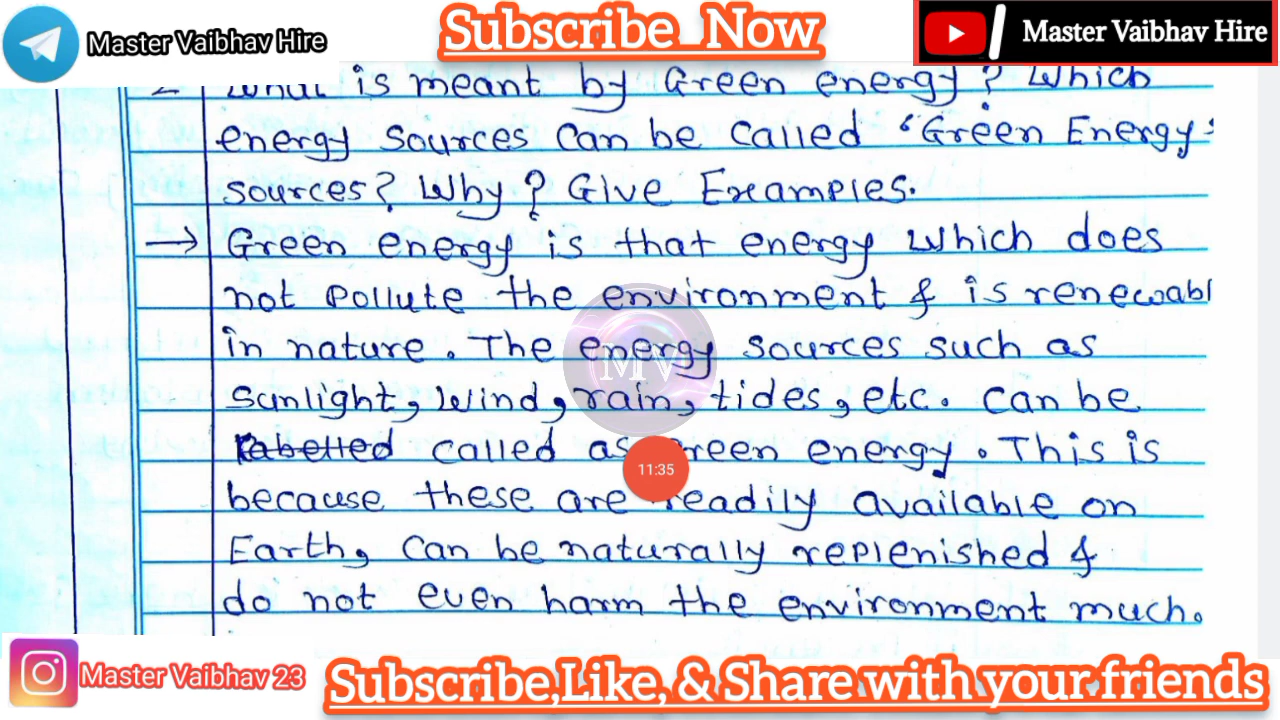 Master Vaibhav Hire
Subscribe Now
Master Vaibhav Hire
What is meant by Green energy? Which
energy sources can be called 'Green Energy'
sources? Why? Give Examples.
→ Green energy is that energy which does
not Pollute the environment & is renewabl
in nature. The energy sources such as
Sunlight, Wind, rain, tides, etc. can be
labelled called as green energy. This is
because these are readily available on
Earth, can be naturally replenished &
do not even harm the environment much.
MV
11:35
Master Vaibhav 23
Subscribe,Like, & Share with your friends